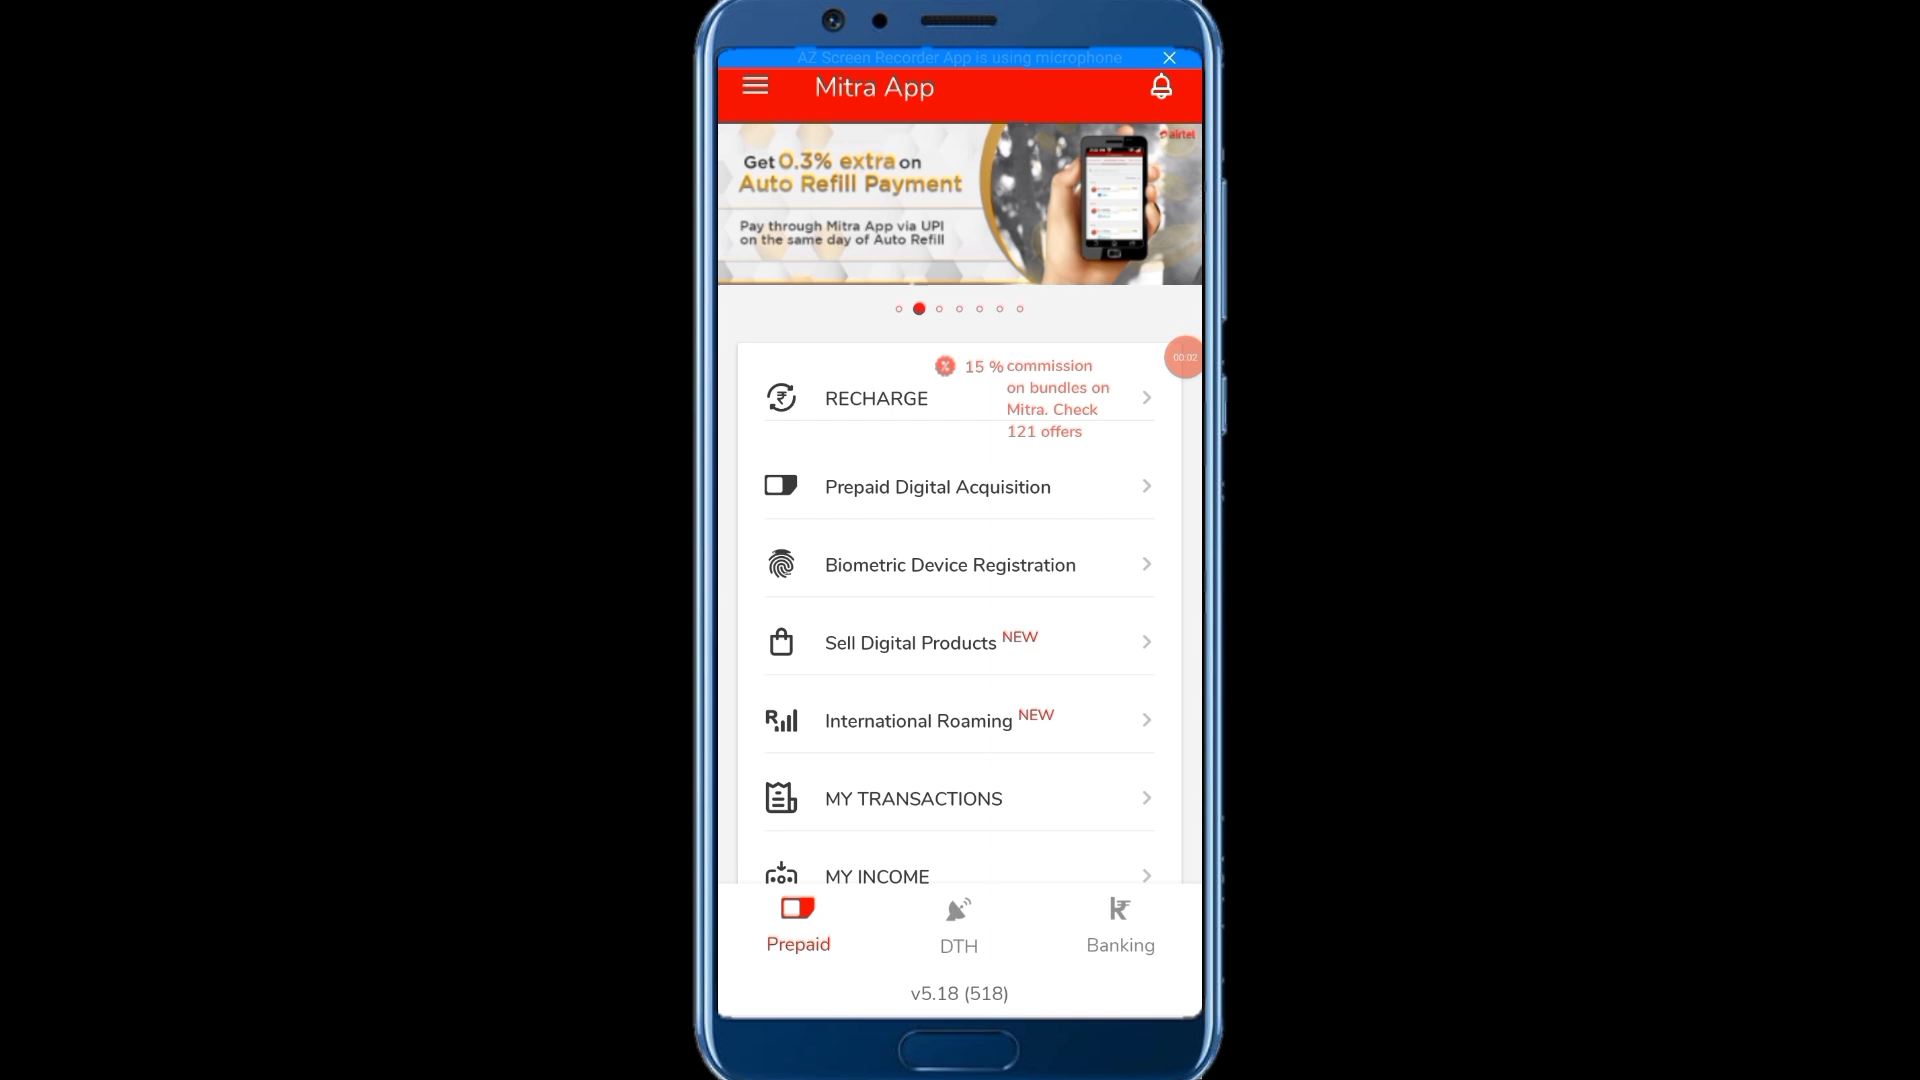 AZ Screen Recorder App is using microphone
Mitra App
airtel
Get 0.3% extra on
Auto Refill Payment
Pay through Mitra App via UPI
on the same day of Auto Refill
15 % commission
on bundles on
Mitra. Check
121 offers
RECHARGE
00:02
Prepaid Digital Acquisition
Biometric Device Registration
Sell Digital Products NEW
International Roaming NEW
MY TRANSACTIONS
MY INCOME
Prepaid
DTH
Banking
v5.18 (518)